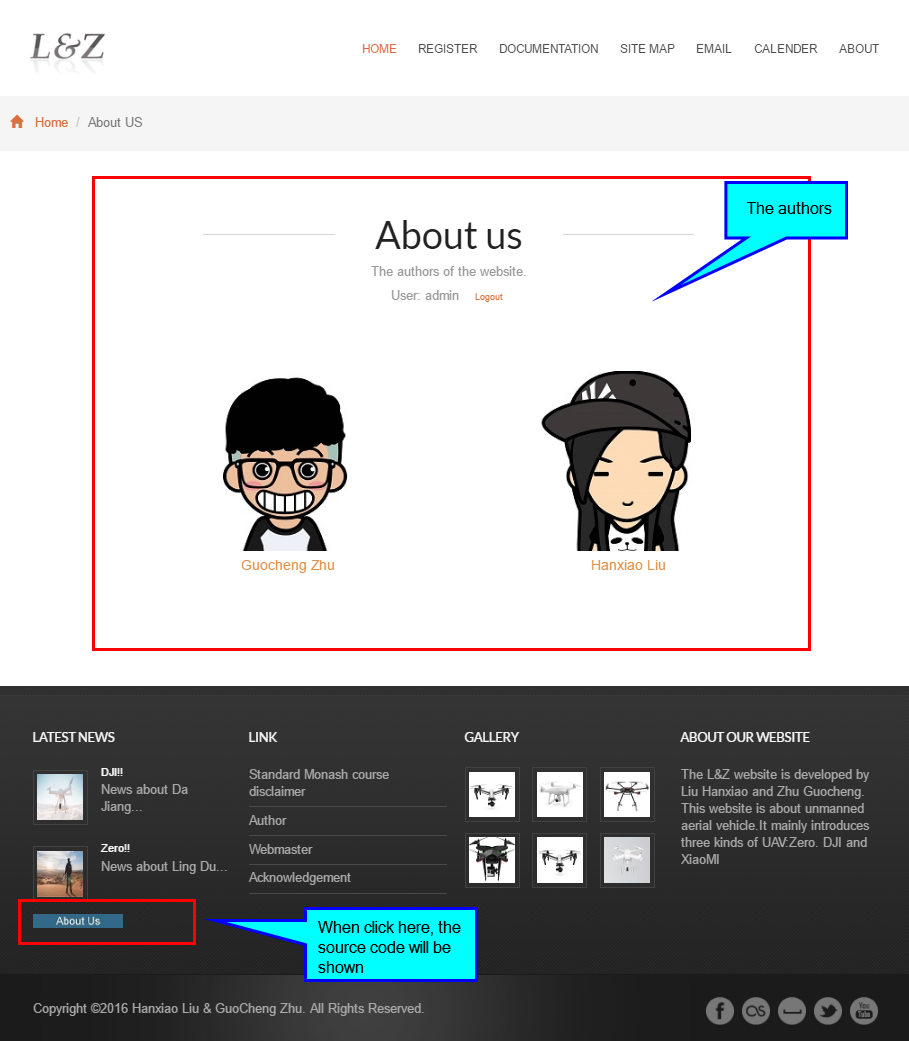 L&Z
HOME REGISTER DOCUMENTATION SITE MAP EMAIL CALENDER ABOUT
Home / About US
The authors
About us
The authors of the website.
User: admin Logout
Guocheng Zhu
Hanxiao Liu
LATEST NEWS
DJI!!
News about Da
Jiang...
Zero!!
News about Ling Du...
About Us
LINK
Standard Monash course
disclaimer
Author
Webmaster
Acknowledgement
When click here, the
source code will be
shown
GALLERY
ABOUT OUR WEBSITE
The L&Z website is developed by
Liu Hanxiao and Zhu Guocheng.
This website is about unmanned
aerial vehicle.It mainly introduces
three kinds of UAV:Zero. DJI and
XiaoMI
Copyright ©2016 Hanxiao Liu & GuoCheng Zhu. All Rights Reserved.
You
Tube